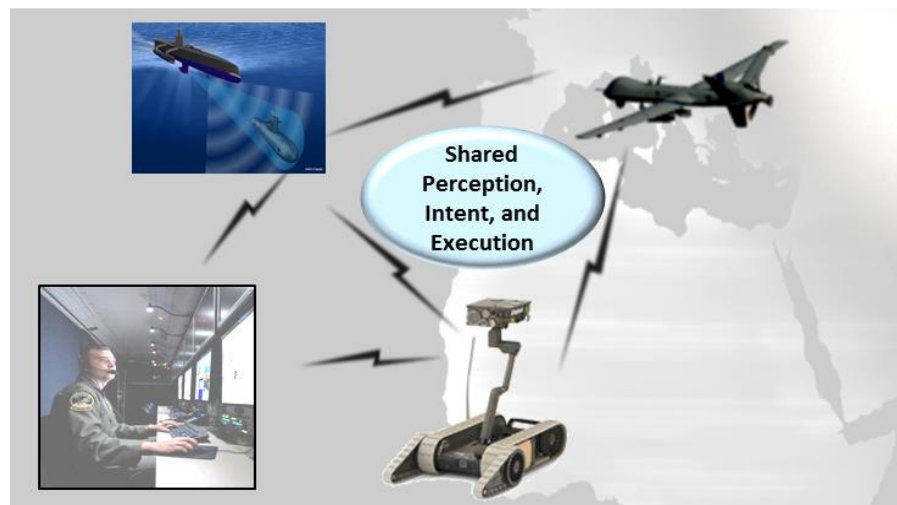 Shared
Perception,
Intent, and
Execution